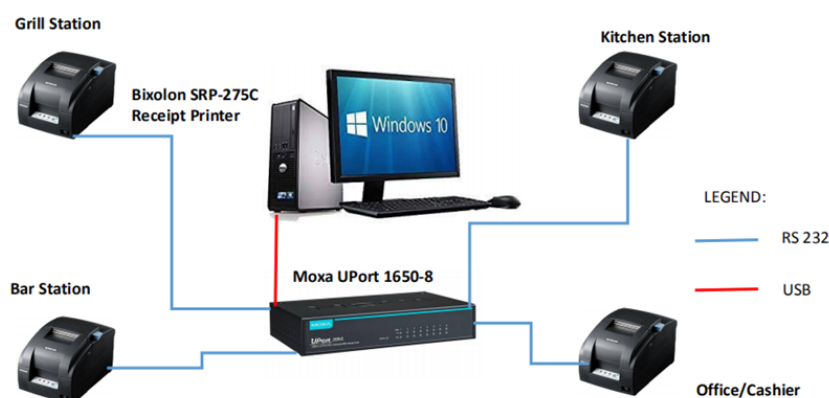 Grill Station
Kitchen Station
Bixolon SRP-275C
Receipt Printer
Windows 10
LEGEND:
RS 232
USB
Moxa UPort 1650-8
Bar Station
UPort
Office/Cashier